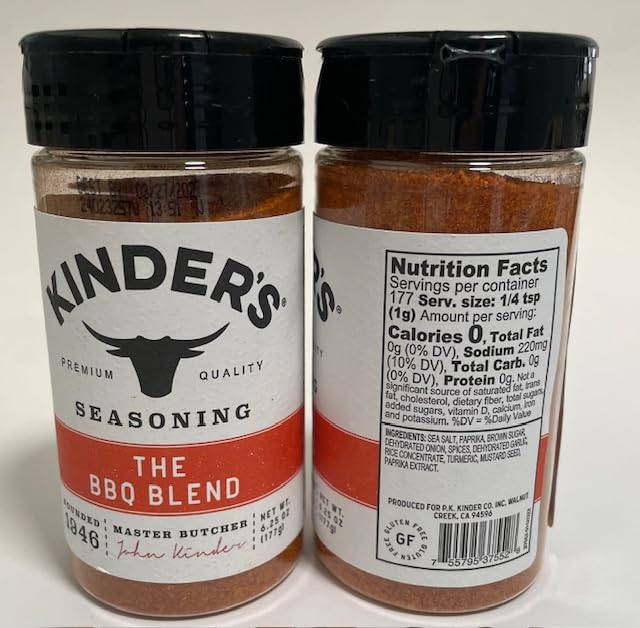 KINDER'S®
PREMIUM QUALITY
SEASONING
THE
BBQ BLEND
FOUNDED
1946
MASTER BUTCHER
John Kinder
NET WT.
6.25 OZ
(177g)
Nutrition Facts
Servings per container
177 Serv. size: 1/4 tsp
(1g) Amount per serving:
Calories 0, Total Fat
0g (0% DV), Sodium 220mg
(10% DV), Total Carb. 0g
(0% DV), Protein 0g. Not a
significant source of saturated fat, trans
fat, cholesterol, dietary fiber, total sugars,
added sugars, vitamin D, calcium, iron
and potassium. %DV = %Daily Value
INGREDIENTS: SEA SALT, PAPRIKA, BROWN SUGAR,
DEHYDRATED ONION, SPICES, DEHYDRATED GARLIC,
RICE CONCENTRATE, TURMERIC, MUSTARD SEED,
PAPRIKA EXTRACT.
PRODUCED FOR P.K. KINDER CO. INC. WALNUT
CREEK, CA 94596
GLUTEN FREE GLUTEN FREE
GF
7 55795 37552